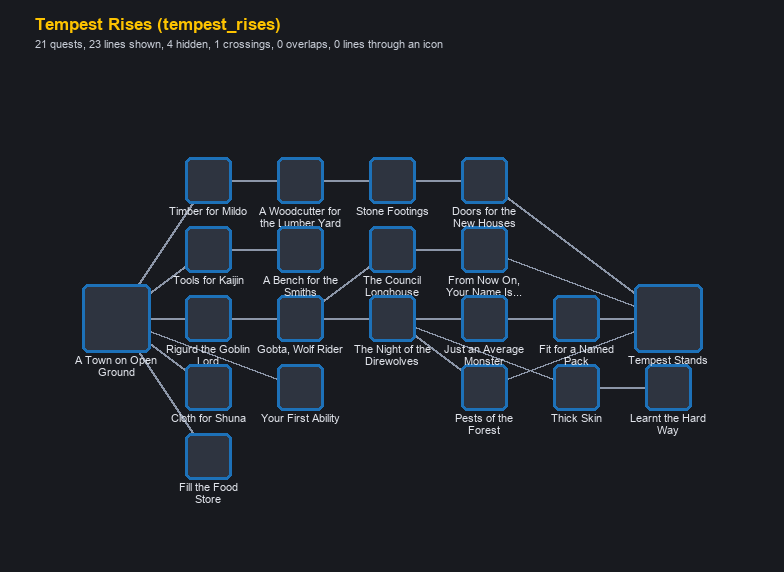 Tempest Rises (tempest_rises)
21 quests, 23 lines shown, 4 hidden, 1 crossings, 0 overlaps, 0 lines through an icon
Timber for Mildo
A Woodcutter for
the Lumber Yard
Stone Footings
Doors for the
New Houses
Tools for Kaijin
A Bench for the
Smiths
The Council
Longhouse
From Now On,
Your Name Is...
A Town on Open
Ground
Rigurd the Goblin
Lord
Gobta, Wolf Rider
The Night of the
Direwolves
Just an Average
Monster
Fit for a Named
Pack
Tempest Stands
Cloth for Shuna
Your First Ability
Pests of the
Forest
Thick Skin
Learnt the Hard
Way
Fill the Food
Store